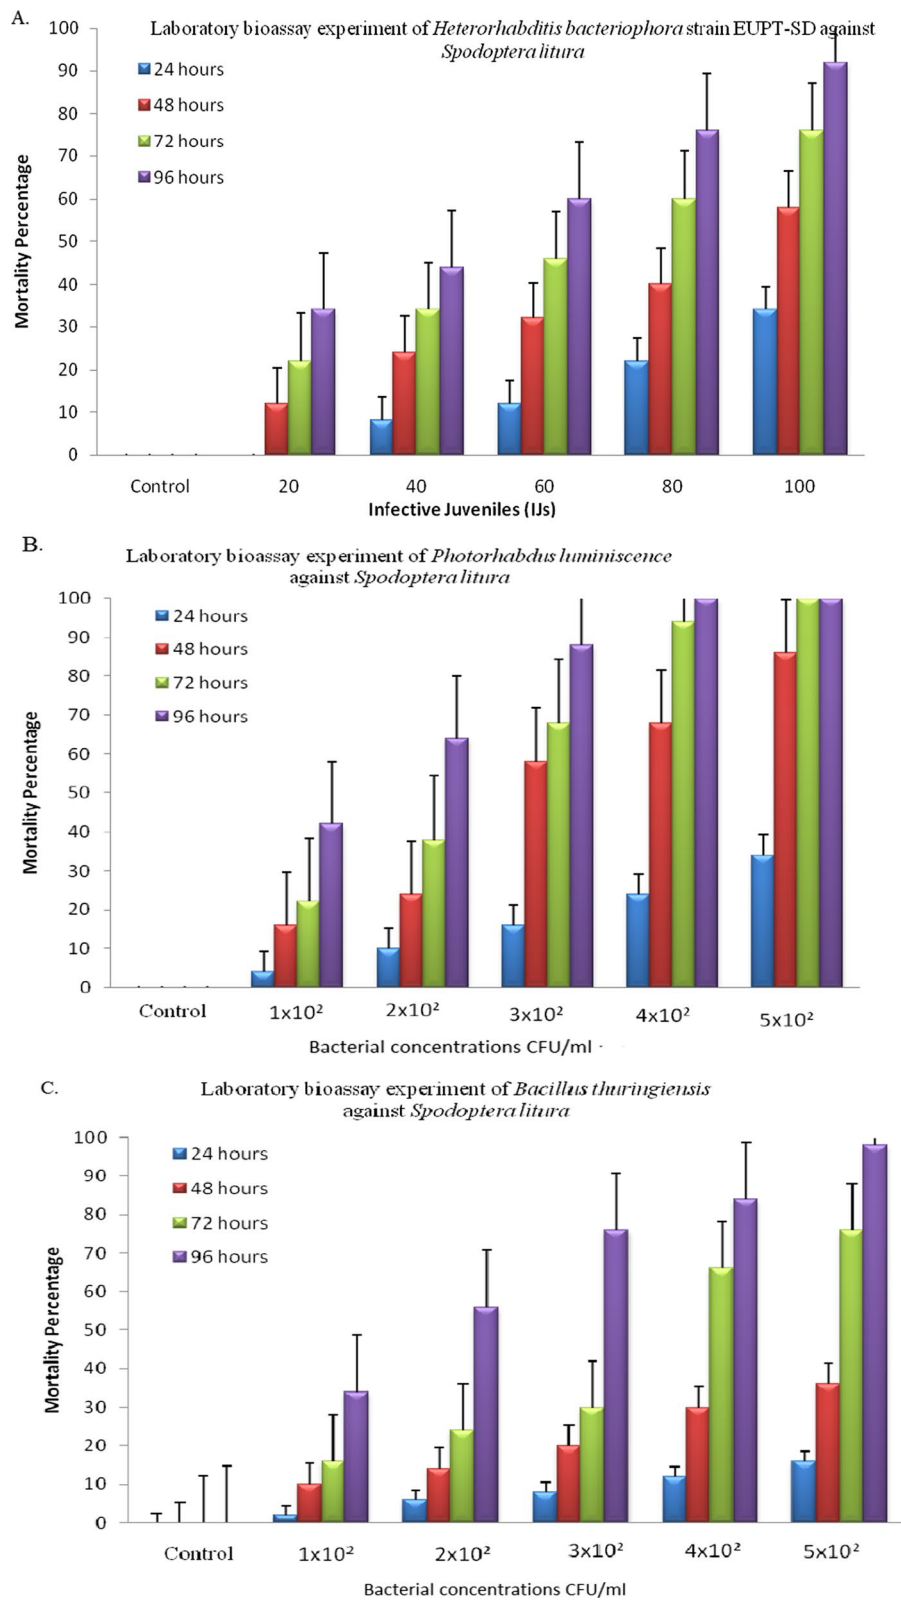 A.
Laboratory bioassay experiment of Heterorhabditis bacteriophora strain EUPT-SD against
Spodoptera litura
Mortality Percentage
100
90
80
70
60
50
40
30
20
10
0
24 hours
48 hours
72 hours
96 hours
Control 20 40 60 80 100
Infective Juveniles (IJs)
B.
Laboratory bioassay experiment of Photorhabdus luminiscence
against Spodoptera litura
Mortality Percentage
100
90
80
70
60
50
40
30
20
10
0
24 hours
48 hours
72 hours
96 hours
Control 1x10² 2x10² 3x10² 4x10² 5x10²
Bacterial concentrations CFU/ml
C.
Laboratory bioassay experiment of Bacillus thuringiensis
against Spodoptera litura
Mortality Percentage
100
90
80
70
60
50
40
30
20
10
0
24 hours
48 hours
72 hours
96 hours
Control 1x10² 2x10² 3x10² 4x10² 5x10²
Bacterial concentrations CFU/ml